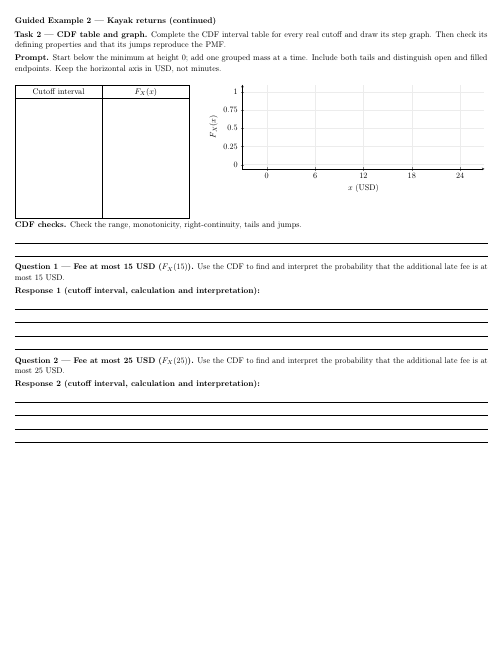 Guided Example 2 — Kayak returns (continued)
Task 2 — CDF table and graph. Complete the CDF interval table for every real cutoff and draw its step graph. Then check its
defining properties and that its jumps reproduce the PMF.
Prompt. Start below the minimum at height 0; add one grouped mass at a time. Include both tails and distinguish open and filled
endpoints. Keep the horizontal axis in USD, not minutes.
Cutoff interval F_X(x)
F_X(x)
1
0.75
0.5
0.25
0
0 6 12 18 24
x (USD)
CDF checks. Check the range, monotonicity, right-continuity, tails and jumps.
Question 1 — Fee at most 15 USD (F_X(15)). Use the CDF to find and interpret the probability that the additional late fee is at
most 15 USD.
Response 1 (cutoff interval, calculation and interpretation):
Question 2 — Fee at most 25 USD (F_X(25)). Use the CDF to find and interpret the probability that the additional late fee is at
most 25 USD.
Response 2 (cutoff interval, calculation and interpretation):